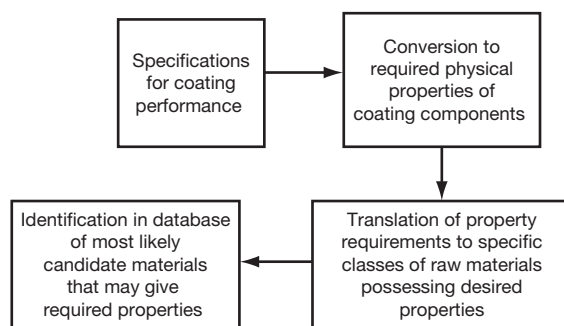 Specifications
for coating
performance
Conversion to
required physical
properties of
coating components
Translation of property
requirements to specific
classes of raw materials
possessing desired
properties
Identification in database
of most likely
candidate materials
that may give
required properties